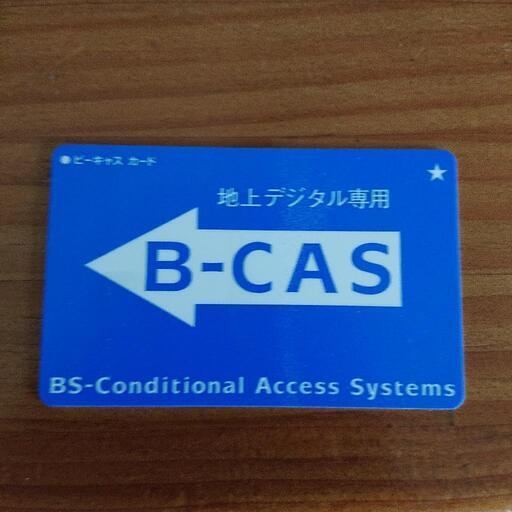 ●ビーキャス カード
★
地上デジタル専用
B-CAS
BS-Conditional Access Systems